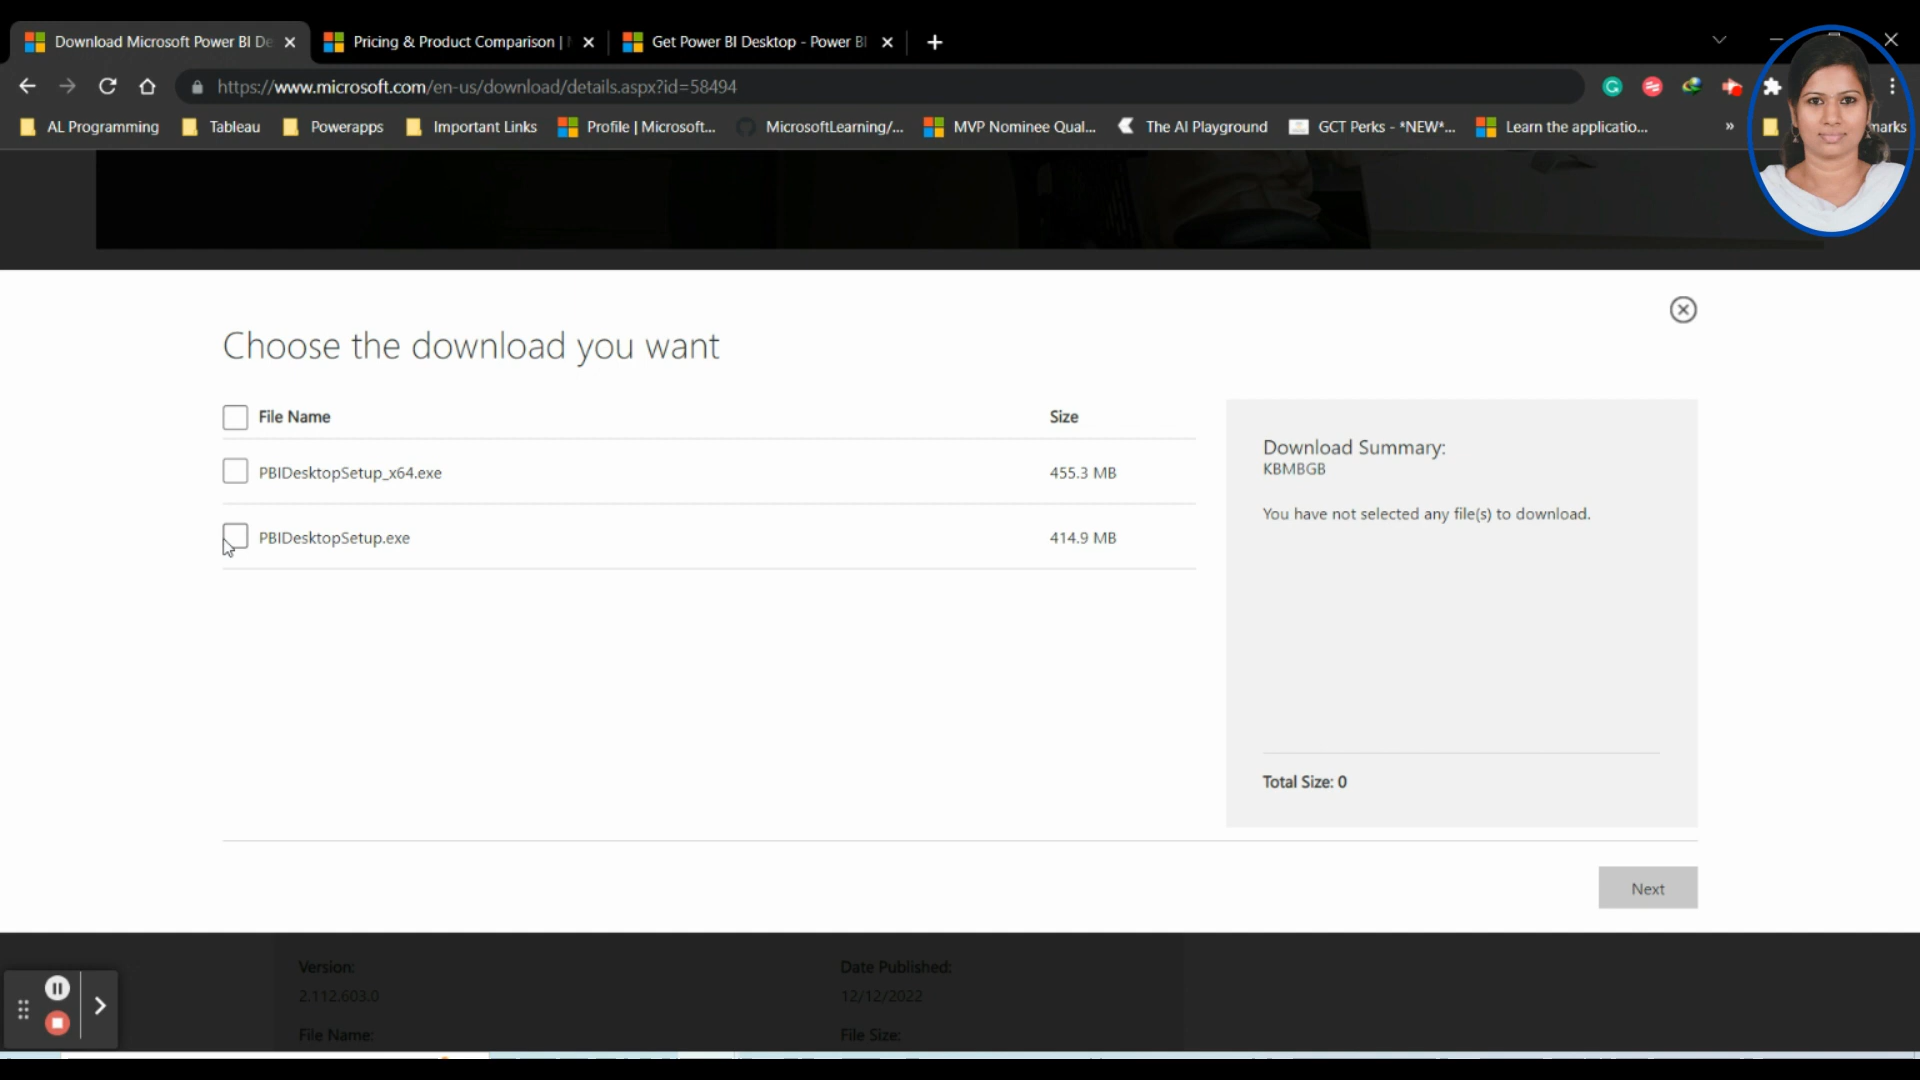 Download Microsoft Power BI De
Pricing & Product Comparison |
Get Power BI Desktop - Power BI
https://www.microsoft.com/en-us/download/details.aspx?id=58494
AL Programming
Tableau
Powerapps
Important Links
Profile | Microsoft...
MicrosoftLearning/...
MVP Nominee Qual...
The AI Playground
GCT Perks - *NEW*...
Learn the applicatio...
»
marks
Choose the download you want
File Name
Size
PBIDesktopSetup_x64.exe
455.3 MB
PBIDesktopSetup.exe
414.9 MB
Download Summary:
KBMBGB
You have not selected any file(s) to download.
Total Size: 0
Next
Version:
Date Published:
2.112.603.0
12/12/2022
File Name:
File Size: